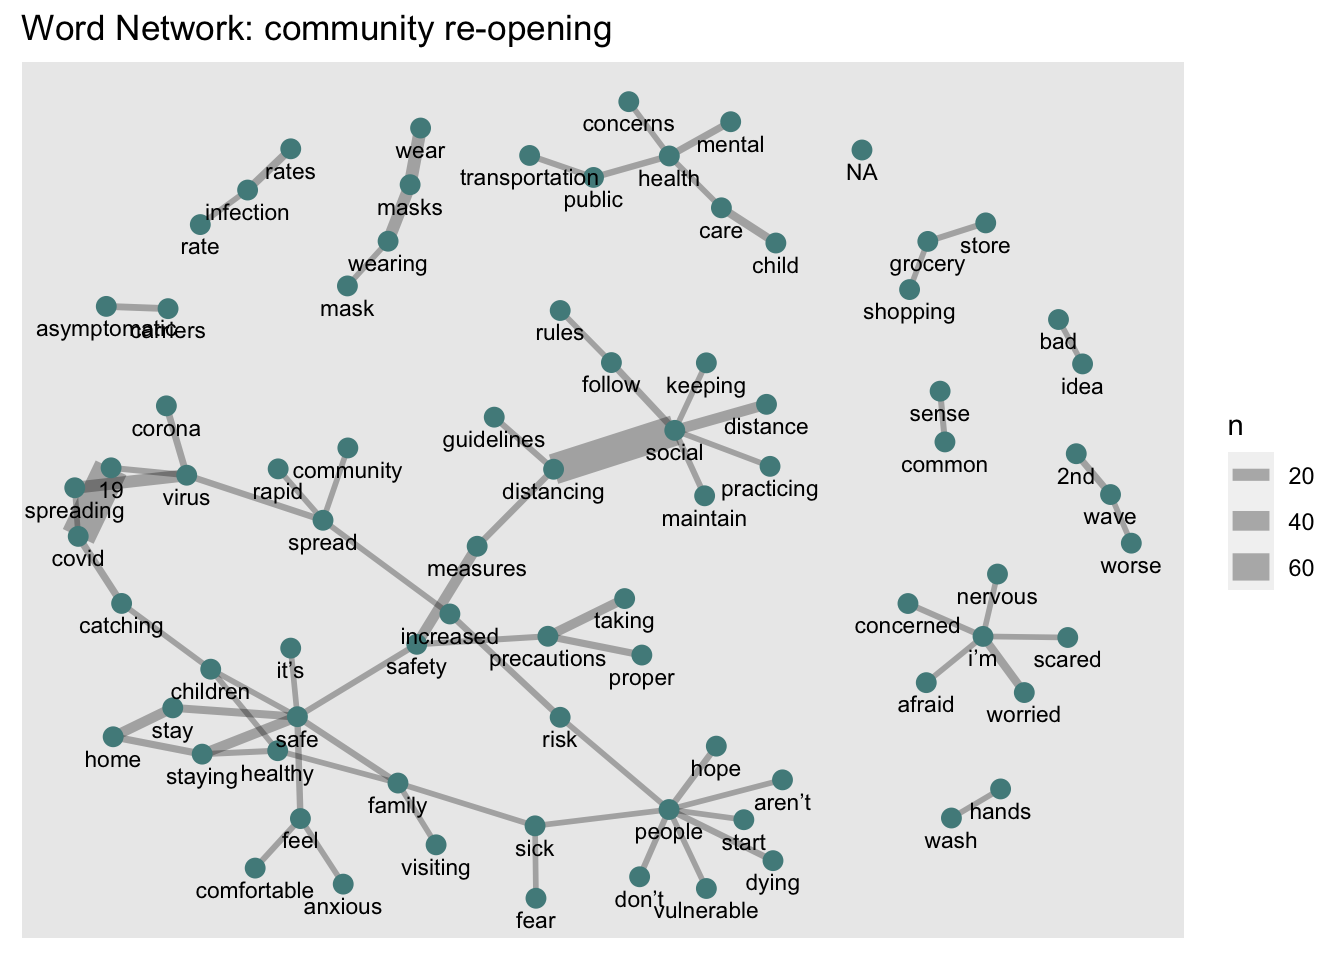 Word Network: community re-opening
concerns
wear
mental
rates
transportation
health
NA
public
masks
infection
care
store
rate
wearing
child
grocery
mask
shopping
asymptomatic
carriers
rules
bad
follow
keeping
idea
sense
corona
guidelines
distance
n
social
community
common
20
19
rapid
virus
distancing
practicing
2nd
spreading
maintain
wave
40
spread
covid
measures
worse
60
nervous
catching
increased
taking
concerned
it's
safety
precautions
i'm
scared
proper
children
afraid
worried
stay
safe
risk
home
staying
healthy
hope
family
aren't
hands
feel
people
start
wash
sick
visiting
dying
comfortable
anxious
don't
vulnerable
fear